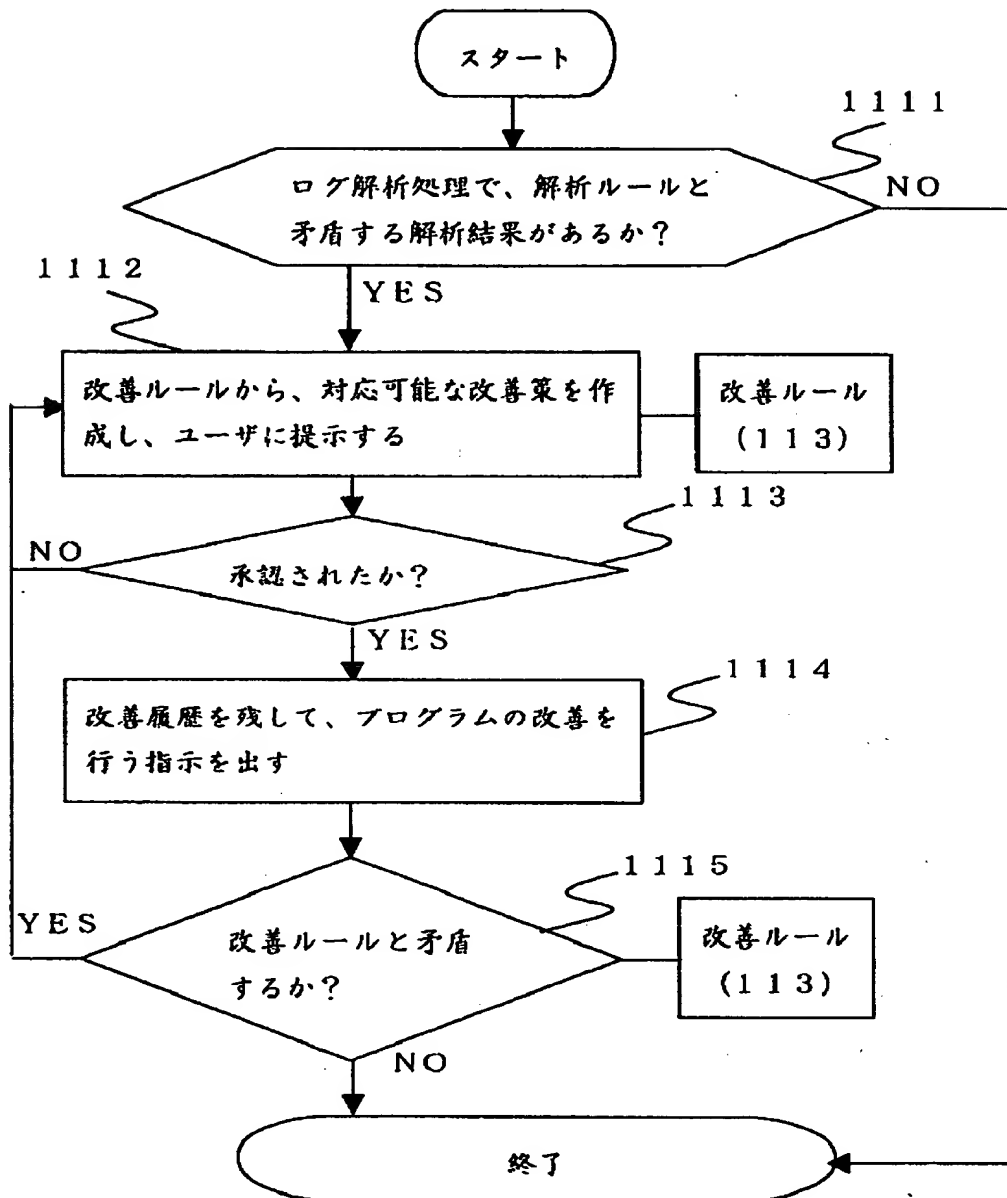 スタート
1111
ログ解析処理で、解析ルールと
矛盾する解析結果があるか?
NO
1112
YES
改善ルールから、対応可能な改善策を作
成し、ユーザに提示する
改善ルール
(113)
1113
NO
承認されたか?
YES
1114
改善履歴を残して、プログラムの改善を
行う指示を出す
1115
YES
改善ルールと矛盾
するか?
改善ルール
(113)
NO
終了